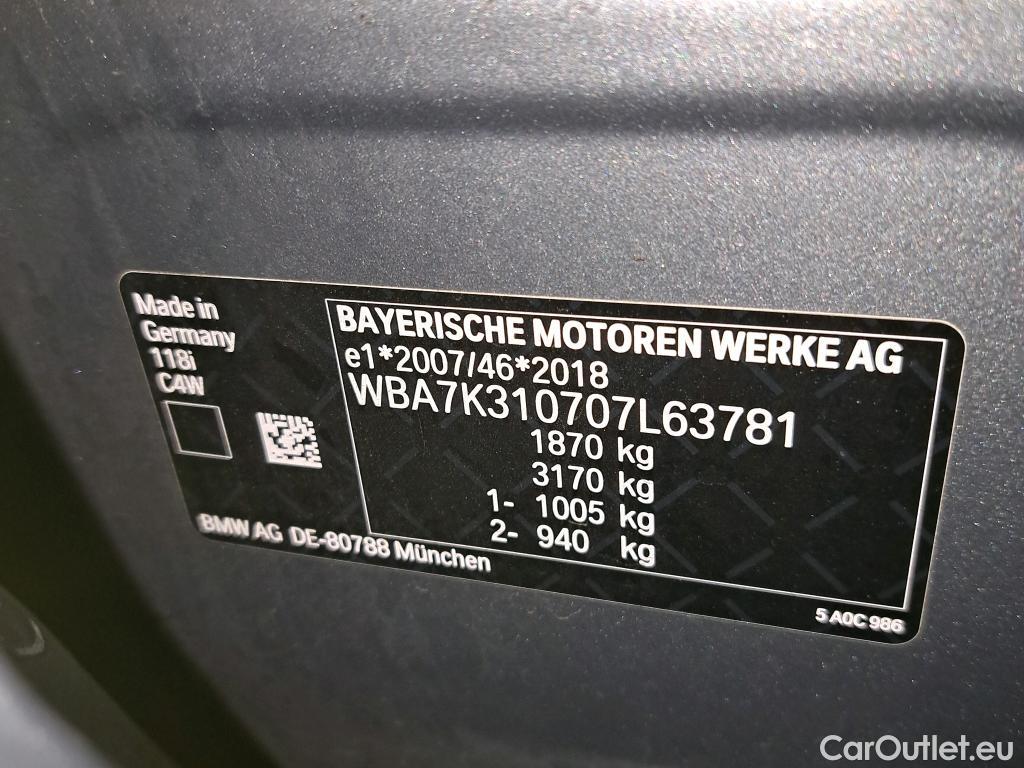 Made in
Germany
118i
C4W
BAYERISCHE MOTOREN WERKE AG
e1*2007/46*2018
WBA7K310707L63781
1870 kg
3170 kg
1- 1005 kg
2- 940 kg
BMW AG DE-80788 München
5 A0C 986
CarOutlet.eu